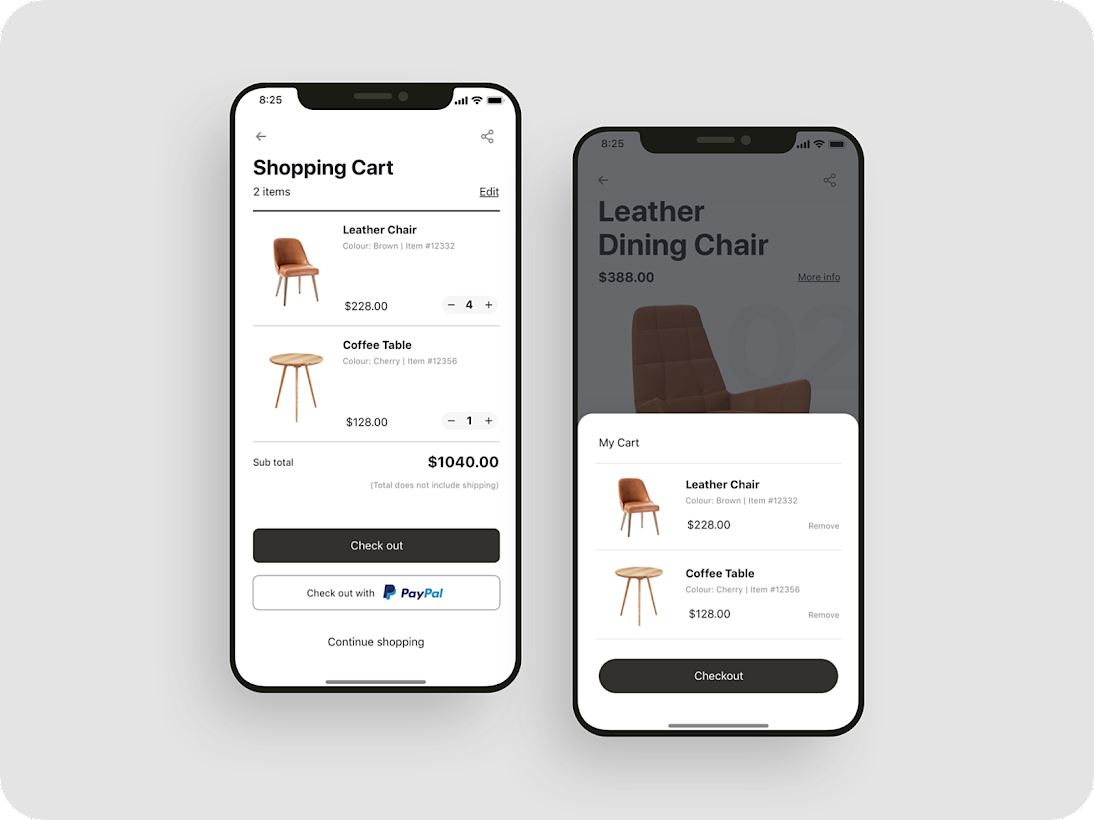 8:25
Shopping Cart
2 items
Edit
Leather Chair
Colour: Brown | Item #12332
$228.00
− 4 +
Coffee Table
Colour: Cherry | Item #12356
$128.00
− 1 +
Sub total
$1040.00
(Total does not include shipping)
Check out
Check out with PayPal
Continue shopping
8:25
Leather
Dining Chair
$388.00
More info
02
My Cart
Leather Chair
Colour: Brown | Item #12332
$228.00
Remove
Coffee Table
Colour: Cherry | Item #12356
$128.00
Remove
Checkout